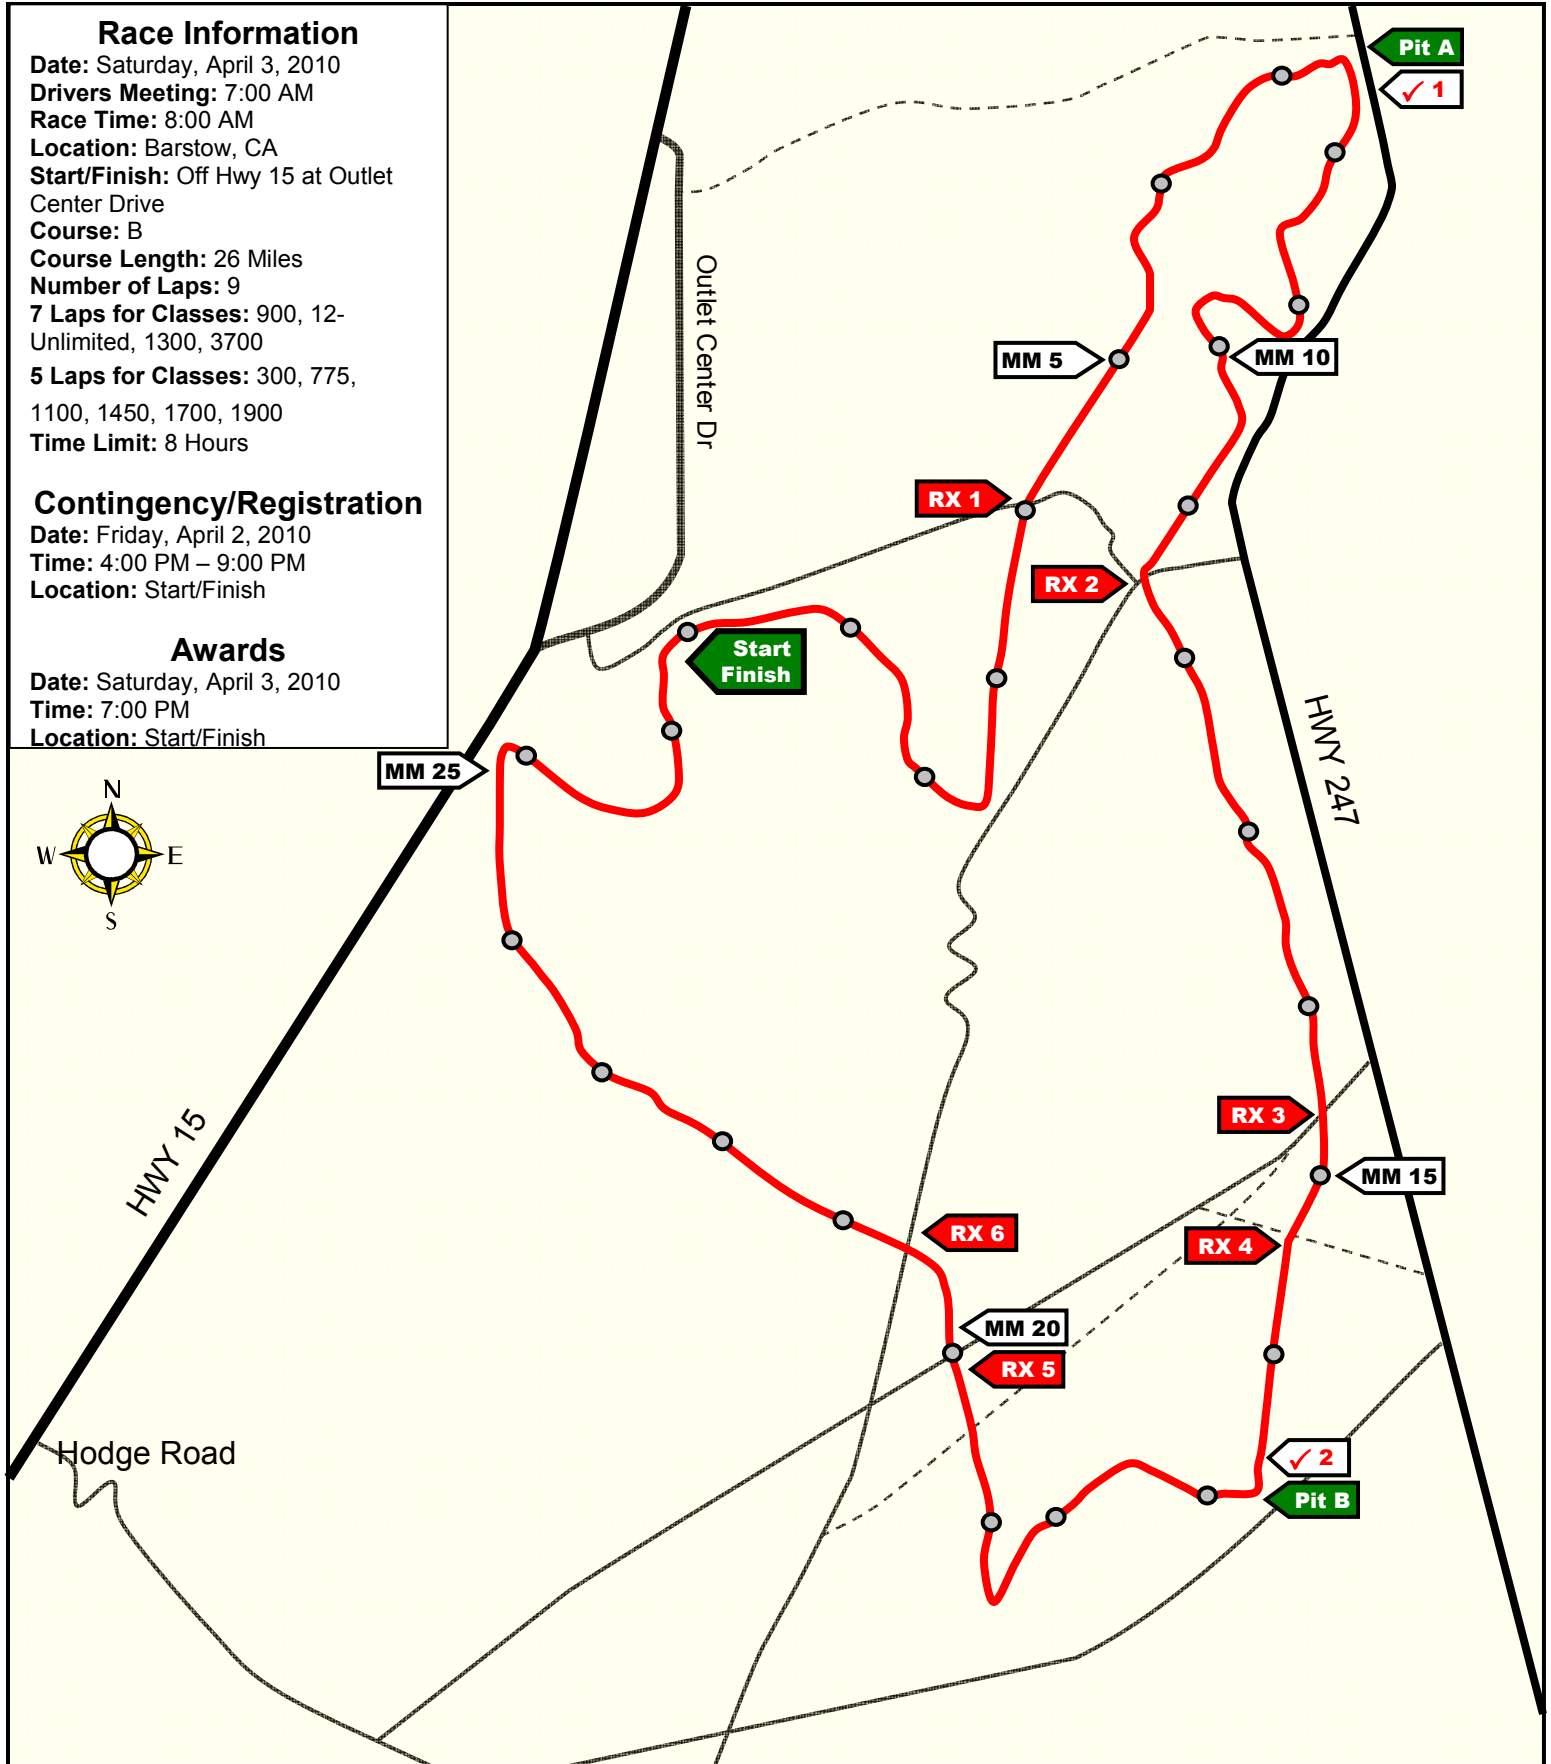 Race Information
Date: Saturday, April 3, 2010
Drivers Meeting: 7:00 AM
Race Time: 8:00 AM
Location: Barstow, CA
Start/Finish: Off Hwy 15 at Outlet
Center Drive
Course: B
Course Length: 26 Miles
Number of Laps: 9
7 Laps for Classes: 900, 12-
Unlimited, 1300, 3700
5 Laps for Classes: 300, 775,
1100, 1450, 1700, 1900
Time Limit: 8 Hours
Contingency/Registration
Date: Friday, April 2, 2010
Time: 4:00 PM – 9:00 PM
Location: Start/Finish
Awards
Date: Saturday, April 3, 2010
Time: 7:00 PM
Location: Start/Finish
Pit A
✓ 1
Outlet Center Dr
MM 5
MM 10
RX 1
RX 2
Start
Finish
HWY 247
MM 25
N
W
E
S
HWY 15
RX 3
MM 15
RX 6
RX 4
MM 20
RX 5
Hodge Road
✓ 2
Pit B